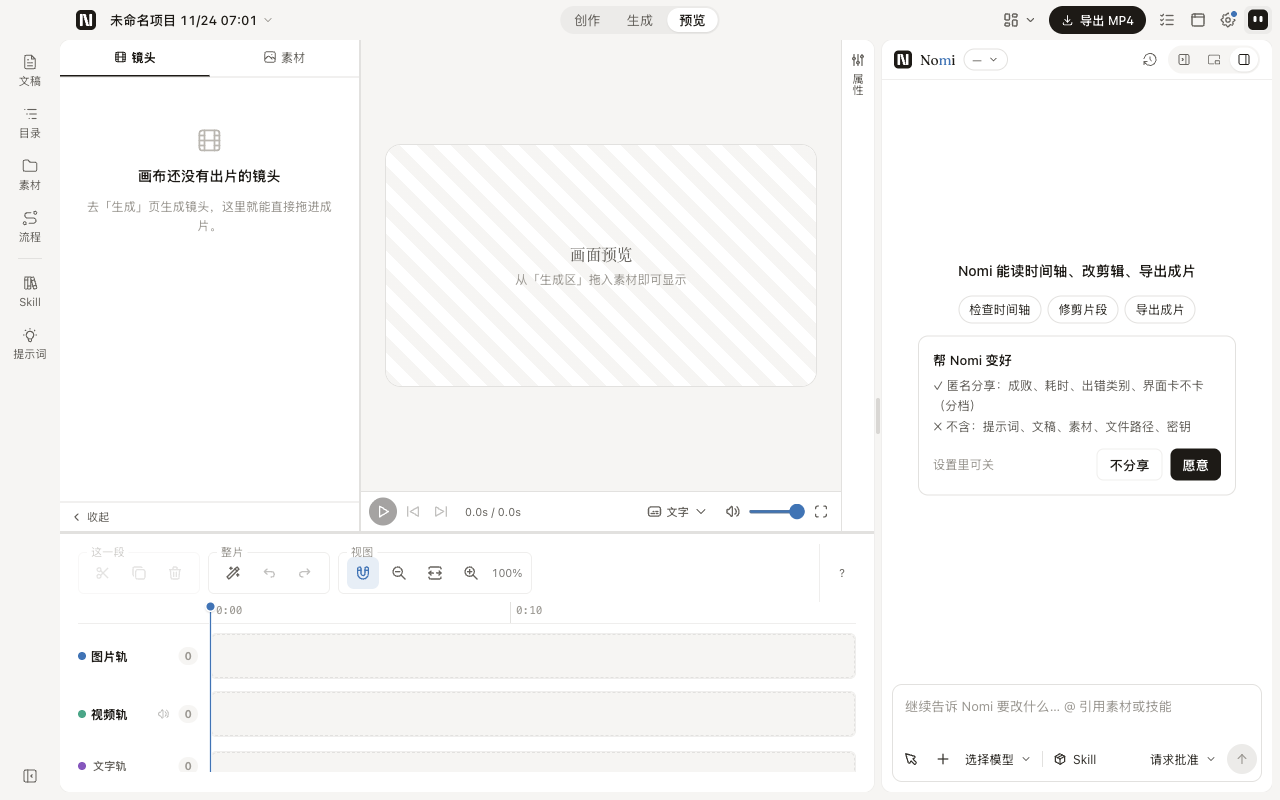 未命名项目 11/24 07:01
创作
生成
预览
导出 MP4
文稿
目录
素材
流程
Skill
提示词
镜头
素材
画布还没有出片的镜头
去「生成」页生成镜头，这里就能直接拖进成
片。
收起
画面预览
从「生成区」拖入素材即可显示
0.0s / 0.0s
文字
属性
这一段
整片
视图
100%
?
0:00
0:10
图片轨
0
视频轨
0
文字轨
0
Nomi
—
Nomi 能读时间轴、改剪辑、导出成片
检查时间轴
修剪片段
导出成片
帮 Nomi 变好
✓ 匿名分享：成败、耗时、出错类别、界面卡不卡
（分档）
✕ 不含：提示词、文稿、素材、文件路径、密钥
设置里可关
不分享
愿意
继续告诉 Nomi 要改什么… @ 引用素材或技能
选择模型
Skill
请求批准